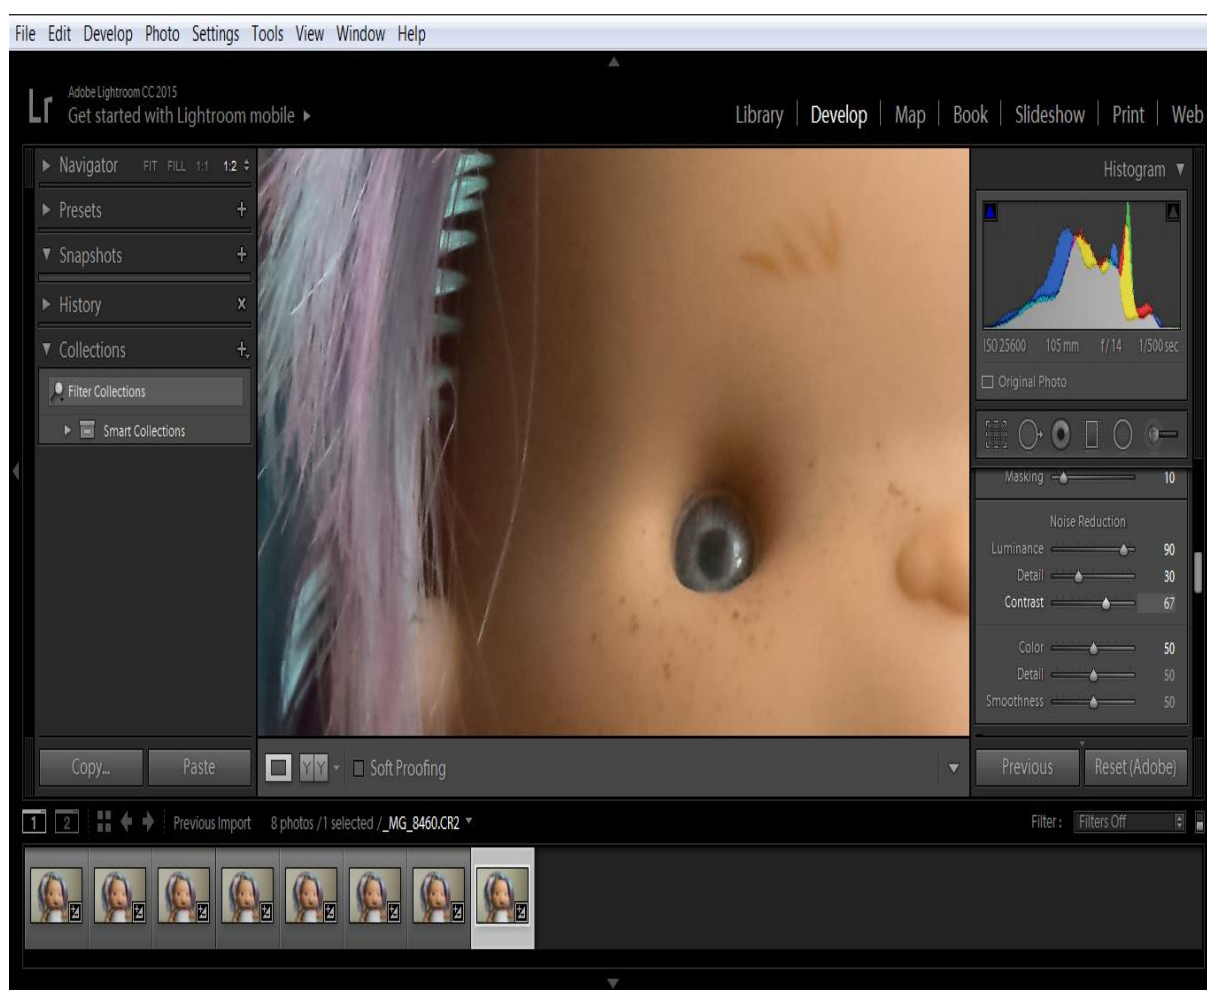 File Edit Develop Photo Settings Tools View Window Help
Lr
Adobe Lightroom CC 2015
Get started with Lightroom mobile
Library | Develop | Map | Book | Slideshow | Print | Web
Navigator FIT FILL 1:1 1:2
Presets +
Snapshots +
History X
Collections +
Filter Collections
Smart Collections
Copy... Paste
Histogram
ISO 25600 105 mm f / 14 1/500 sec
Original Photo
Masking 10
Noise Reduction
Luminance 90
Detail 30
Contrast 67
Color 50
Detail 50
Smoothness 50
Previous Reset (Adobe)
Y Y Soft Proofing
1 2 Previous Import 8 photos /1 selected /_MG_8460.CR2 Filter : Filters Off